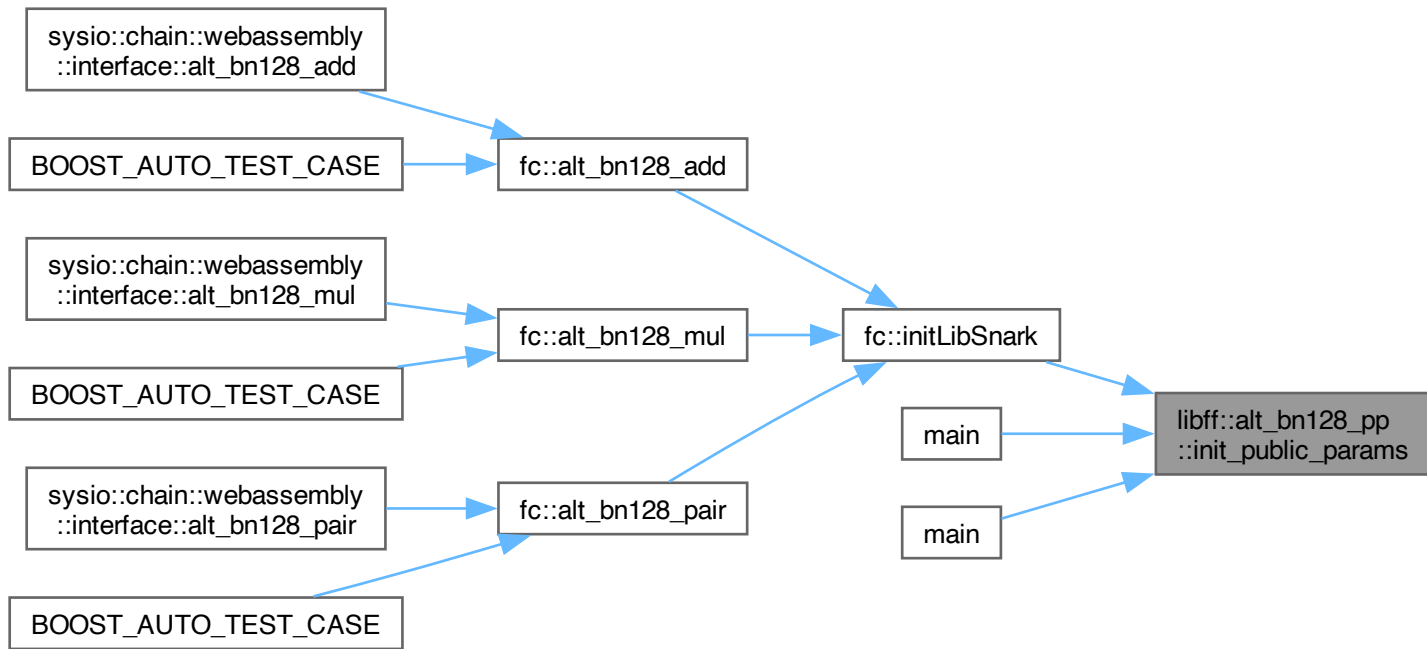 sysio::chain::webassembly
::interface::alt_bn128_add
BOOST_AUTO_TEST_CASE
fc::alt_bn128_add
sysio::chain::webassembly
::interface::alt_bn128_mul
BOOST_AUTO_TEST_CASE
fc::alt_bn128_mul
sysio::chain::webassembly
::interface::alt_bn128_pair
BOOST_AUTO_TEST_CASE
fc::alt_bn128_pair
fc::initLibSnark
main
main
libff::alt_bn128_pp
::init_public_params